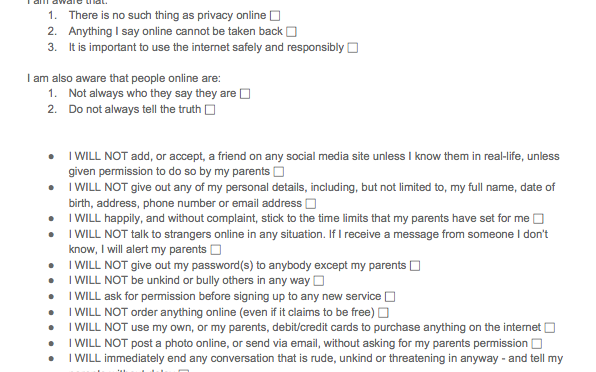 I am aware that:
1. There is no such thing as privacy online ☐
2. Anything I say online cannot be taken back ☐
3. It is important to use the internet safely and responsibly ☐
I am also aware that people online are:
1. Not always who they say they are ☐
2. Do not always tell the truth ☐
• I WILL NOT add, or accept, a friend on any social media site unless I know them in real-life, unless
given permission to do so by my parents ☐
• I WILL NOT give out any of my personal details, including, but not limited to, my full name, date of
birth, address, phone number or email address ☐
• I WILL happily, and without complaint, stick to the time limits that my parents have set for me ☐
• I WILL NOT talk to strangers online in any situation. If I receive a message from someone I don't
know, I will alert my parents ☐
• I WILL NOT give out my password(s) to anybody except my parents ☐
• I WILL NOT be unkind or bully others in any way ☐
• I WILL ask for permission before signing up to any new service ☐
• I WILL NOT order anything online (even if it claims to be free) ☐
• I WILL NOT use my own, or my parents, debit/credit cards to purchase anything on the internet ☐
• I WILL NOT post a photo online, or send via email, without asking for my parents permission ☐
• I WILL immediately end any conversation that is rude, unkind or threatening in anyway - and tell my